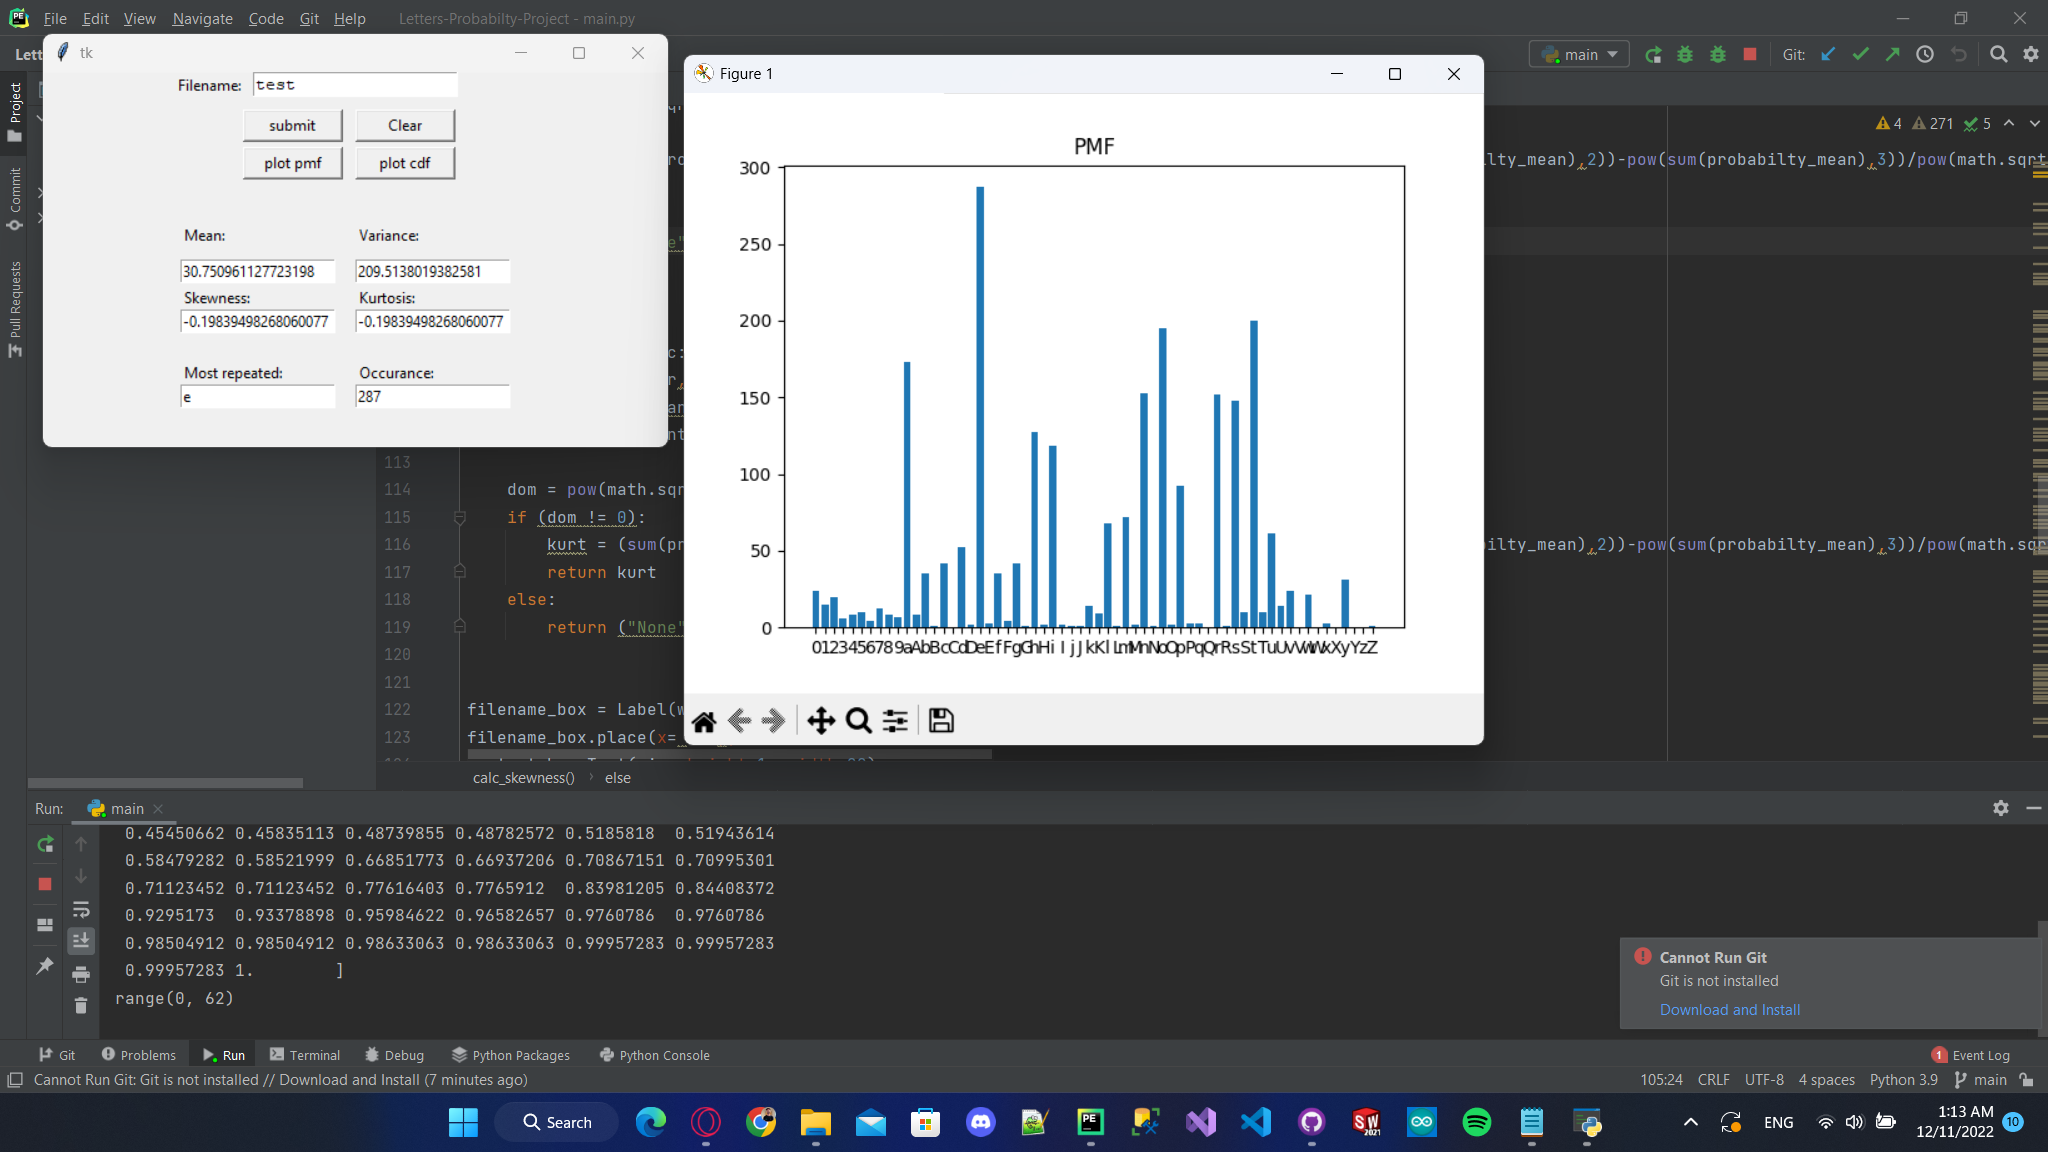 File Edit View Navigate Code Git Help Letters-Probabilty-Project - main.py
Lett
main
Git:
tk
Filename: test
submit Clear
plot pmf plot cdf
Mean: Variance:
30.750961127723198 209.5138019382581
Skewness: Kurtosis:
-0.19839498268060077 -0.19839498268060077
Most repeated: Occurance:
e 287
Figure 1
PMF
300
250
200
150
100
50
0
Project
Commit
Pull Requests
4 271 5
ilty_mean),2))-pow(sum(probabilty_mean),3))/pow(math.sqrt
113
114 dom = pow(math.sqr
115 if (dom != 0):
116 kurt = (sum(pr
ilty_mean),2))-pow(sum(probabilty_mean),3))/pow(math.sqr
117 return kurt
118 else:
119 return ("None"
120
121
122 filename_box = Label(w
123 filename_box.place(x=
calc_skewness() › else
Run: main
0.45450662 0.45835113 0.48739855 0.48782572 0.5185818 0.51943614
0.58479282 0.58521999 0.66851773 0.66937206 0.70867151 0.70995301
0.71123452 0.71123452 0.77616403 0.7765912 0.83981205 0.84408372
0.9295173 0.93378898 0.95984622 0.96582657 0.9760786 0.9760786
0.98504912 0.98504912 0.98633063 0.98633063 0.99957283 0.99957283
0.99957283 1. ]
range(0, 62)
Cannot Run Git
Git is not installed
Download and Install
Git Problems Run Terminal Debug Python Packages Python Console
1 Event Log
Cannot Run Git: Git is not installed // Download and Install (7 minutes ago)
105:24 CRLF UTF-8 4 spaces Python 3.9 main
Search
PE
SW
2021
ENG
1:13 AM
12/11/2022
10